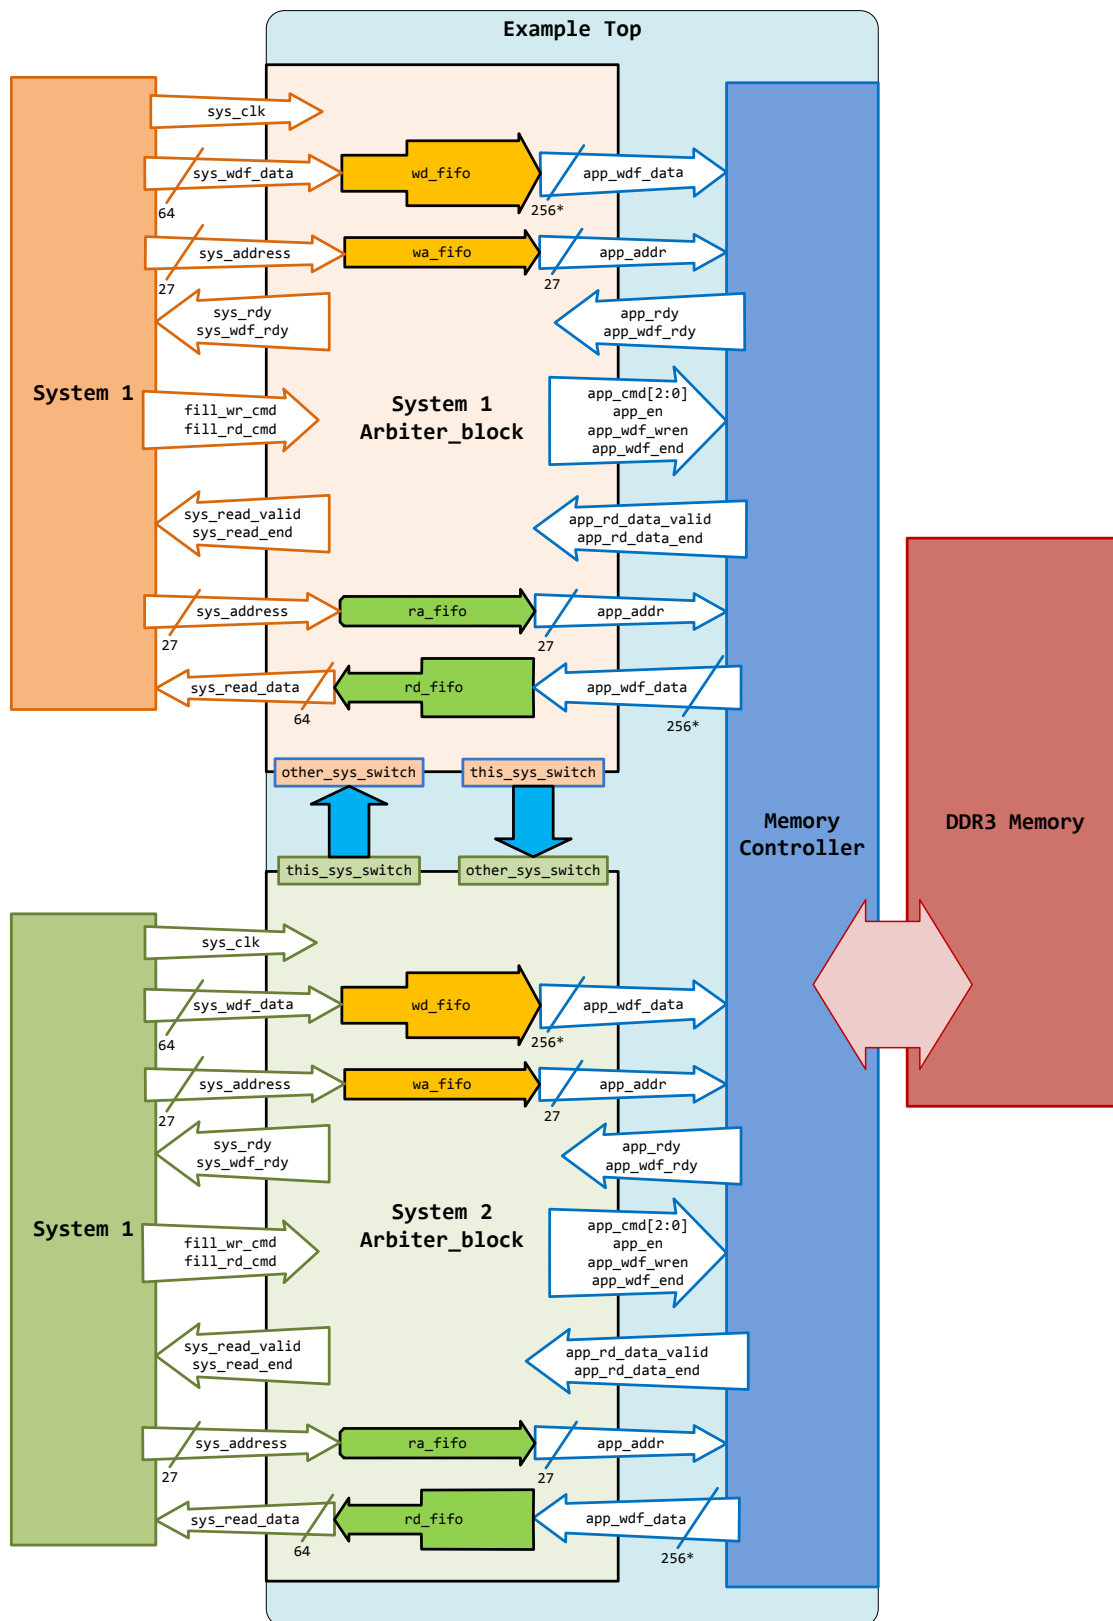 Example Top
sys_clk
sys_wdf_data
64
wd_fifo
256*
app_wdf_data
sys_address
27
wa_fifo
27
app_addr
sys_rdy
sys_wdf_rdy
app_rdy
app_wdf_rdy
System 1
fill_wr_cmd
fill_rd_cmd
System 1
Arbiter_block
app_cmd[2:0]
app_en
app_wdf_wren
app_wdf_end
sys_read_valid
sys_read_end
app_rd_data_valid
app_rd_data_end
sys_address
27
ra_fifo
27
app_addr
sys_read_data
64
rd_fifo
app_wdf_data
256*
other_sys_switch
this_sys_switch
Memory
Controller
DDR3 Memory
this_sys_switch
other_sys_switch
sys_clk
sys_wdf_data
64
wd_fifo
256*
app_wdf_data
sys_address
27
wa_fifo
27
app_addr
sys_rdy
sys_wdf_rdy
app_rdy
app_wdf_rdy
System 1
fill_wr_cmd
fill_rd_cmd
System 2
Arbiter_block
app_cmd[2:0]
app_en
app_wdf_wren
app_wdf_end
sys_read_valid
sys_read_end
app_rd_data_valid
app_rd_data_end
sys_address
27
ra_fifo
27
app_addr
sys_read_data
64
rd_fifo
app_wdf_data
256*